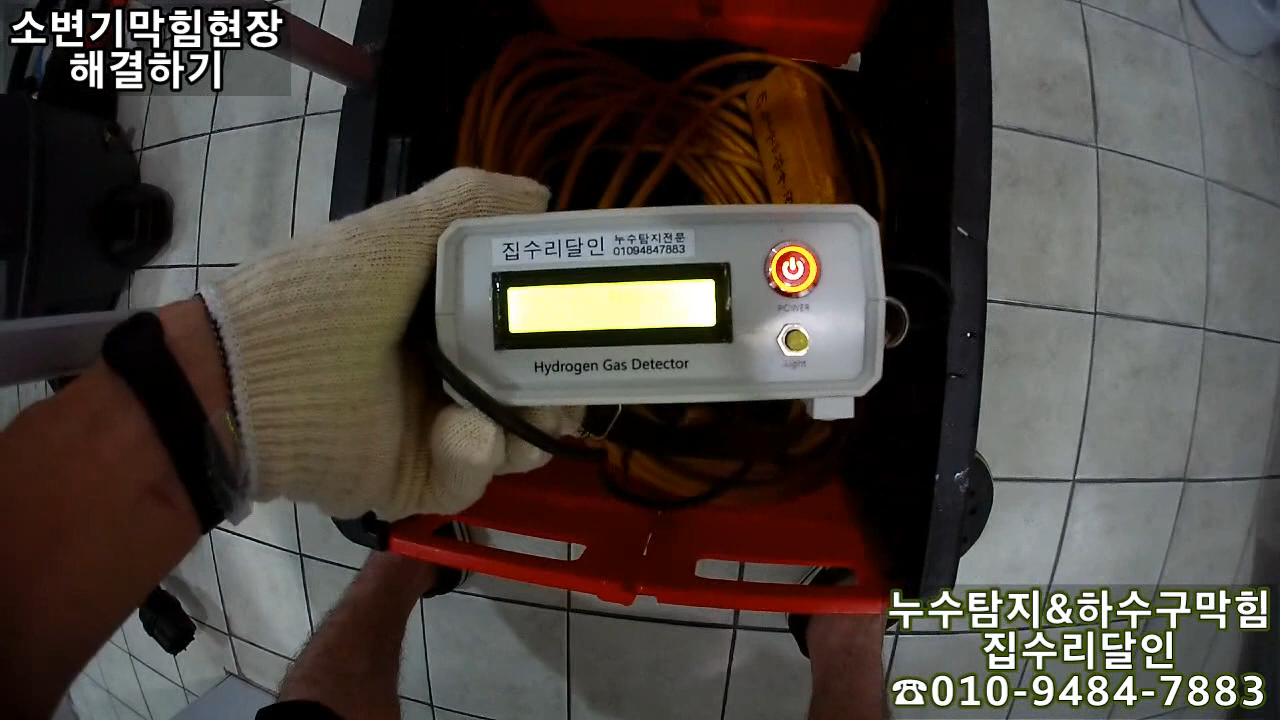 소변기막힘현장
해결하기
집수리달인 누수탐지전문
01094847883
POWER
Hydrogen Gas Detector
Light
누수탐지&하수구막힘
집수리달인
☎010-9484-7883